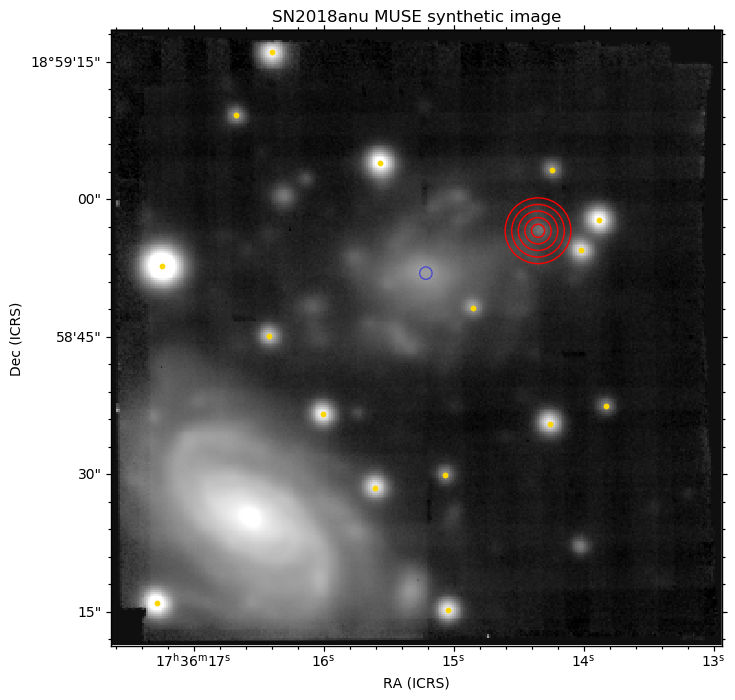 SN2018anu MUSE synthetic image
18°59'15"
00"
58'45"
30"
15"
Dec (ICRS)
17ʰ36ᵐ17ˢ 16ˢ 15ˢ 14ˢ 13ˢ
RA (ICRS)